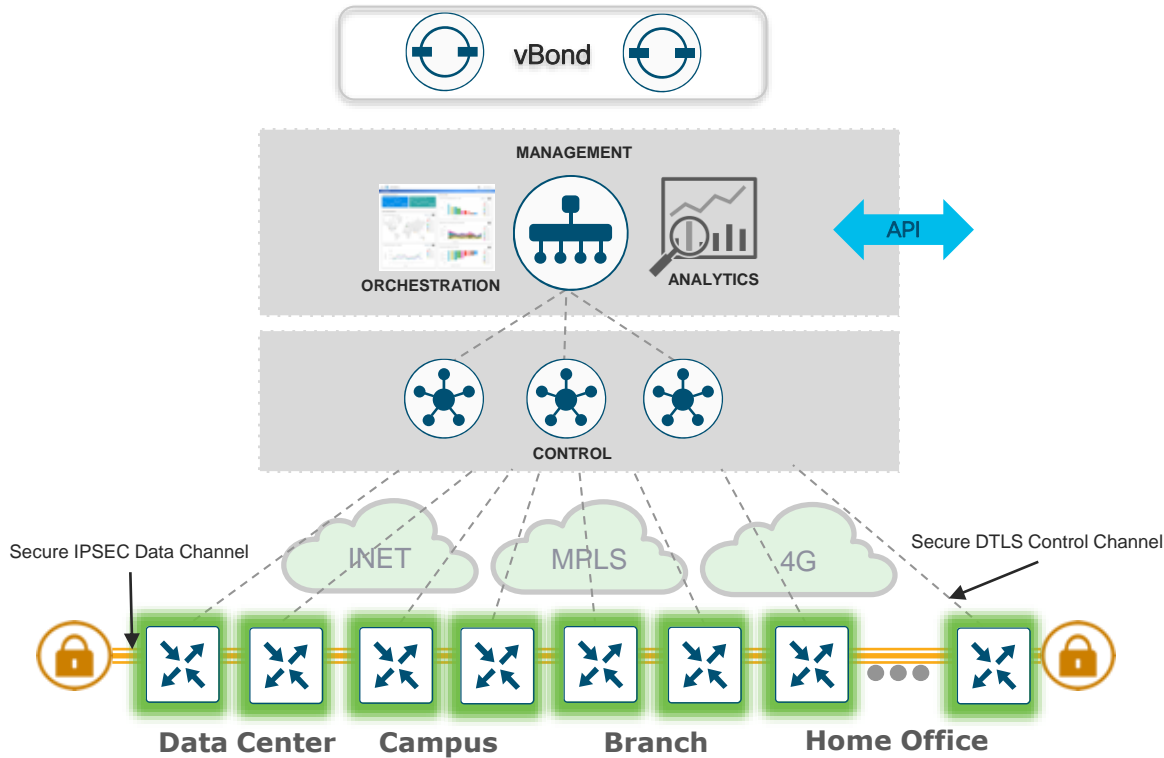 vBond
MANAGEMENT
ORCHESTRATION
ANALYTICS
API
CONTROL
INET
MPLS
4G
Secure IPSEC Data Channel
Secure DTLS Control Channel
Data Center
Campus
Branch
Home Office